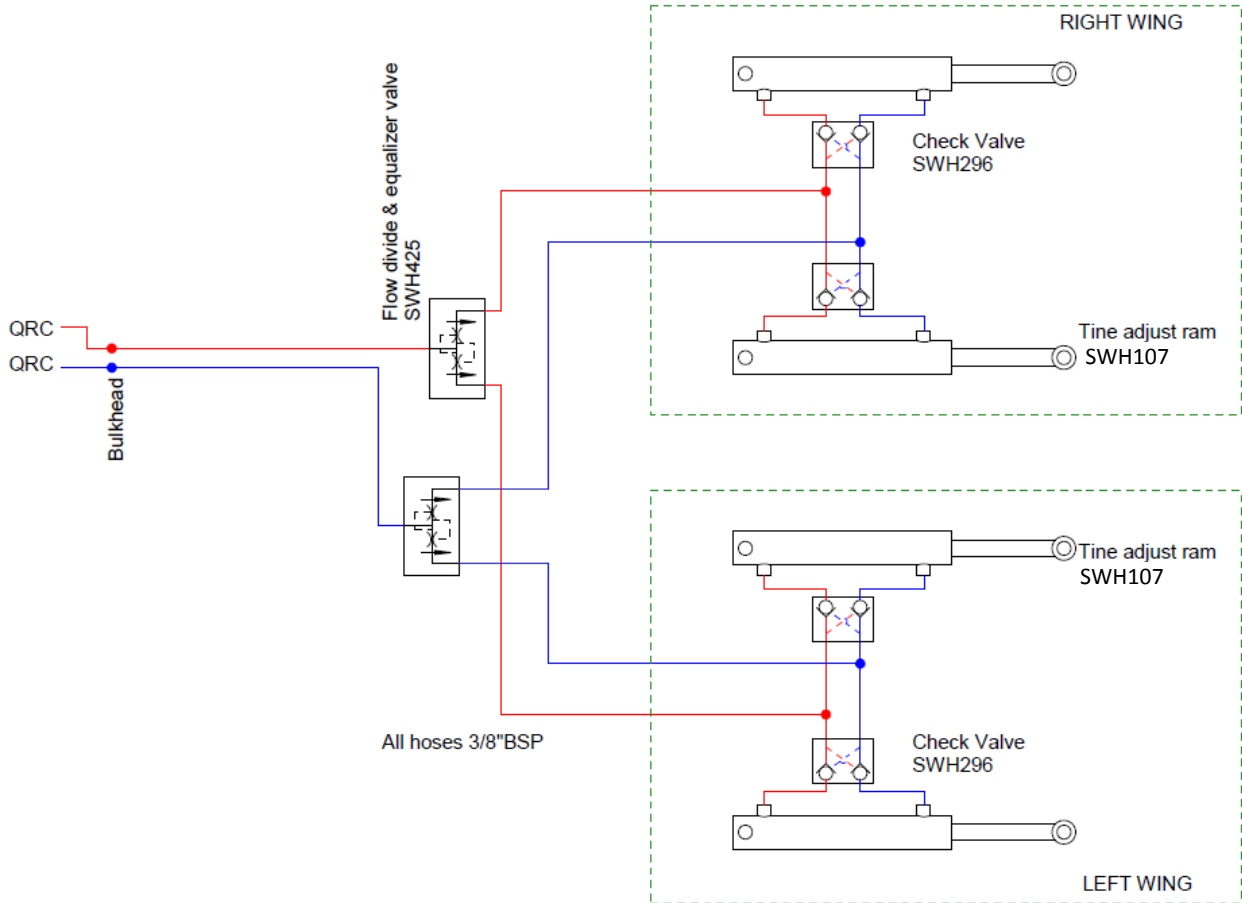 RIGHT WING
Flow divide & equalizer valve
SWH425
Check Valve
SWH296
QRC
QRC
Bulkhead
Tine adjust ram
SWH107
Tine adjust ram
SWH107
All hoses 3/8"BSP
Check Valve
SWH296
LEFT WING